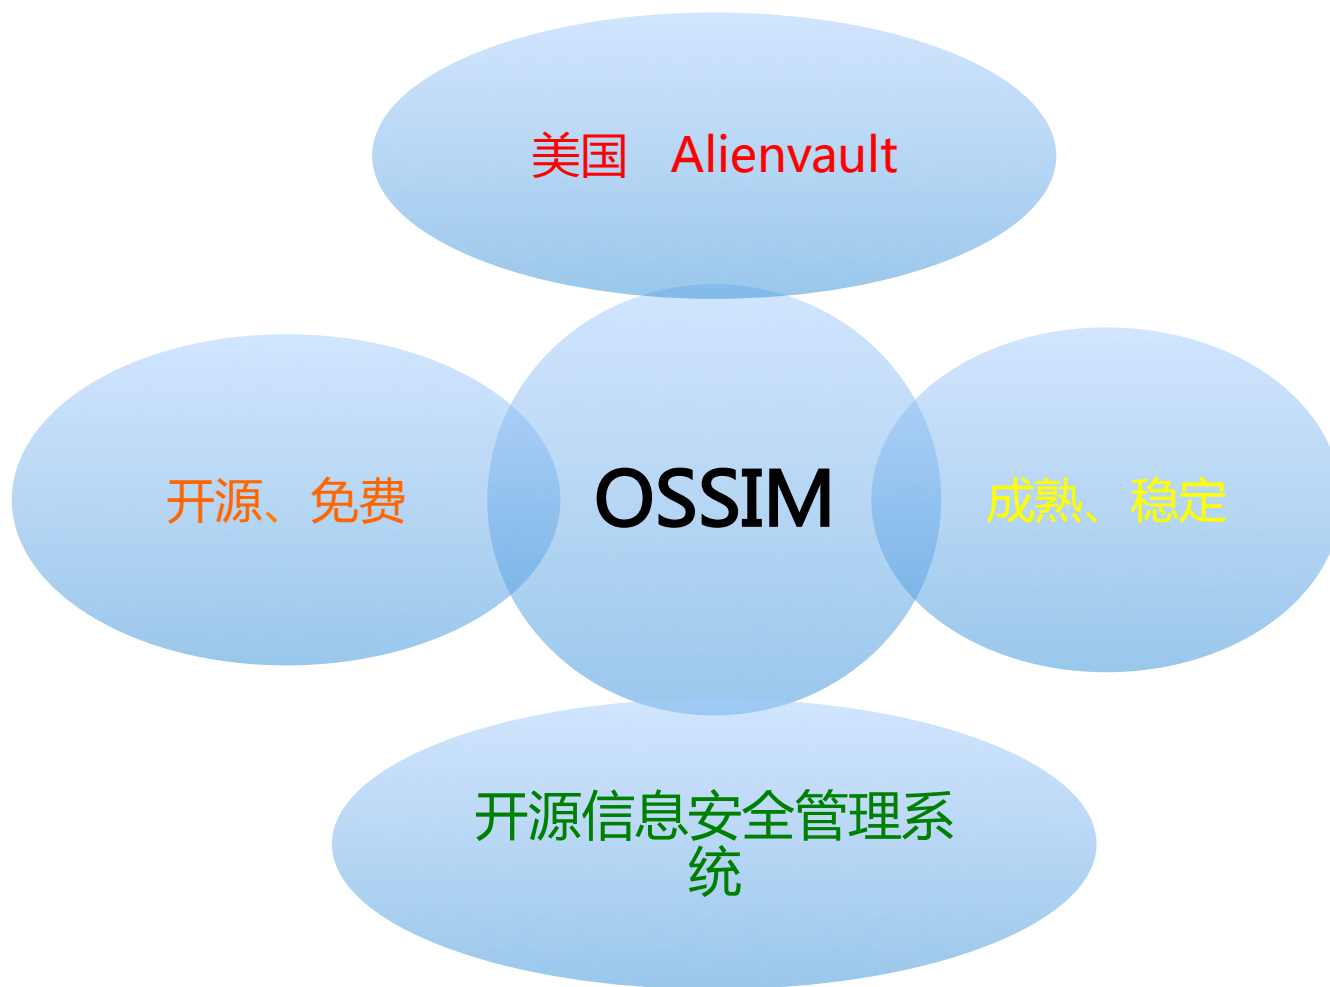 美国 Alienvault
开源、免费
OSSIM
成熟、稳定
开源信息安全管理系
统